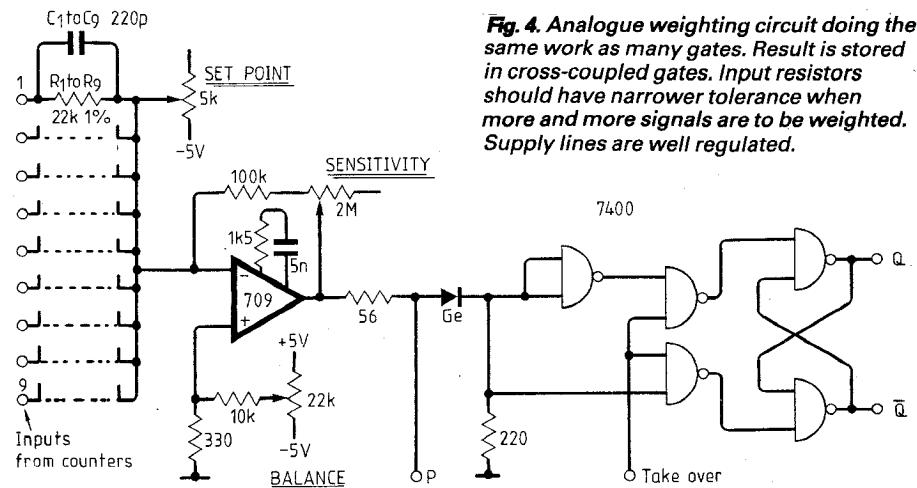 C1toC9 220p
R1toR9
22k 1%
1
SET POINT
5k
-5V
Fig. 4. Analogue weighting circuit doing the
same work as many gates. Result is stored
in cross-coupled gates. Input resistors
should have narrower tolerance when
more and more signals are to be weighted.
Supply lines are well regulated.
SENSITIVITY
100k
2M
7400
1k5
5n
-
709
+
56
Ge
Q
+5V
10k
22k
330
-5V
BALANCE
9
Inputs
from counters
P
220
Take over
Q̅